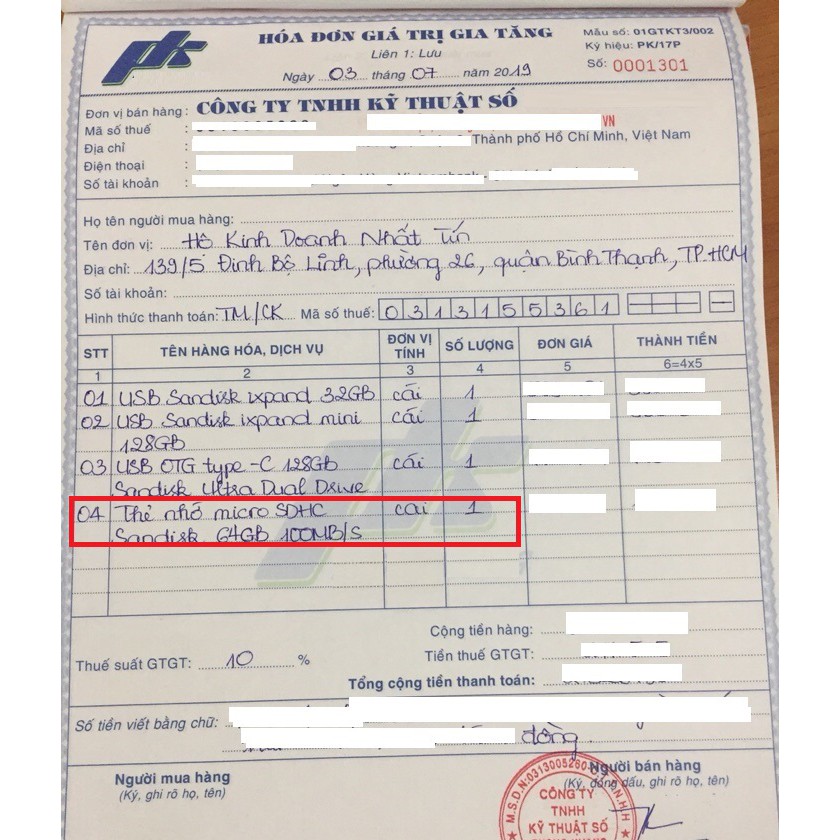 PK
HÓA ĐƠN GIÁ TRỊ GIA TĂNG
Liên 1: Lưu
Ngày 03 tháng 07 năm 2019
Mẫu số: 01GTKT3/002
Ký hiệu: PK/17P
Số: 0001301
Đơn vị bán hàng: CÔNG TY TNHH KỸ THUẬT SỐ
Mã số thuế :
VN
Địa chỉ : Thành phố Hồ Chí Minh, Việt Nam
Điện thoại :
Số tài khoản :
Họ tên người mua hàng:
Tên đơn vị: Hộ Kinh Doanh Nhất Tín
Địa chỉ: 139/5 Đinh Bộ Lĩnh, phường 26, quận Bình Thạnh, TP.HCM
Số tài khoản:
Hình thức thanh toán: TM/CK Mã số thuế: 0313155361
STT TÊN HÀNG HÓA, DỊCH VỤ ĐƠN VỊ TÍNH SỐ LƯỢNG ĐƠN GIÁ THÀNH TIỀN
1 2 3 4 5 6=4x5
01 USB Sandisk ixpand 32GB cái 1
02 USB Sandisk ixpand mini cái 1
128GB
03 USB OTG type-C 128GB cái 1
Sandisk Ultra Dual Drive
04 Thẻ nhớ micro SDHC cai 1
Sandisk 64GB 100MB/S
Cộng tiền hàng:
Thuế suất GTGT: 10 % Tiền thuế GTGT:
Tổng cộng tiền thanh toán:
Số tiền viết bằng chữ:
đồng.
Người mua hàng
(Ký, ghi rõ họ, tên)
Người bán hàng
(Ký, đóng dấu, ghi rõ họ, tên)
CÔNG TY
TNHH
KỸ THUẬT SỐ